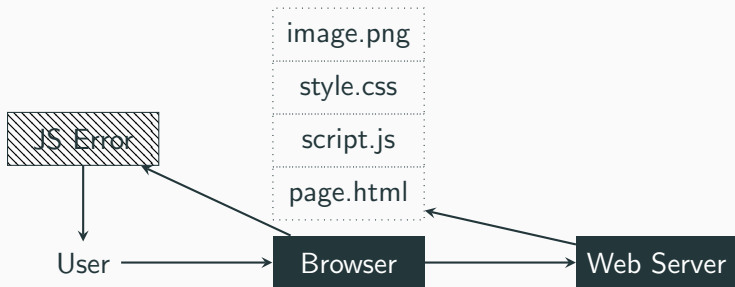 image.png
style.css
script.js
page.html
JS Error
User
Browser
Web Server